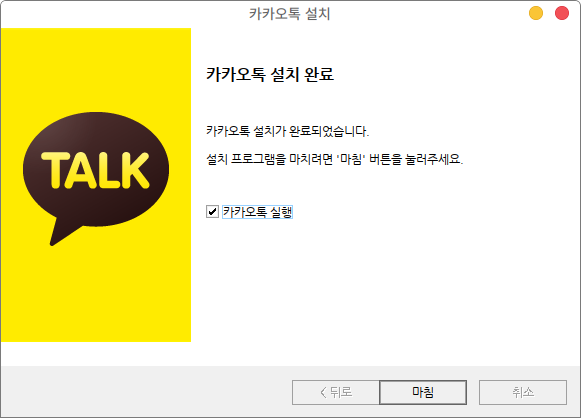 카카오톡 설치
카카오톡 설치 완료
TALK
카카오톡 설치가 완료되었습니다.
설치 프로그램을 마치려면 '마침' 버튼을 눌러주세요.
카카오톡 실행
< 뒤로
마침
취소